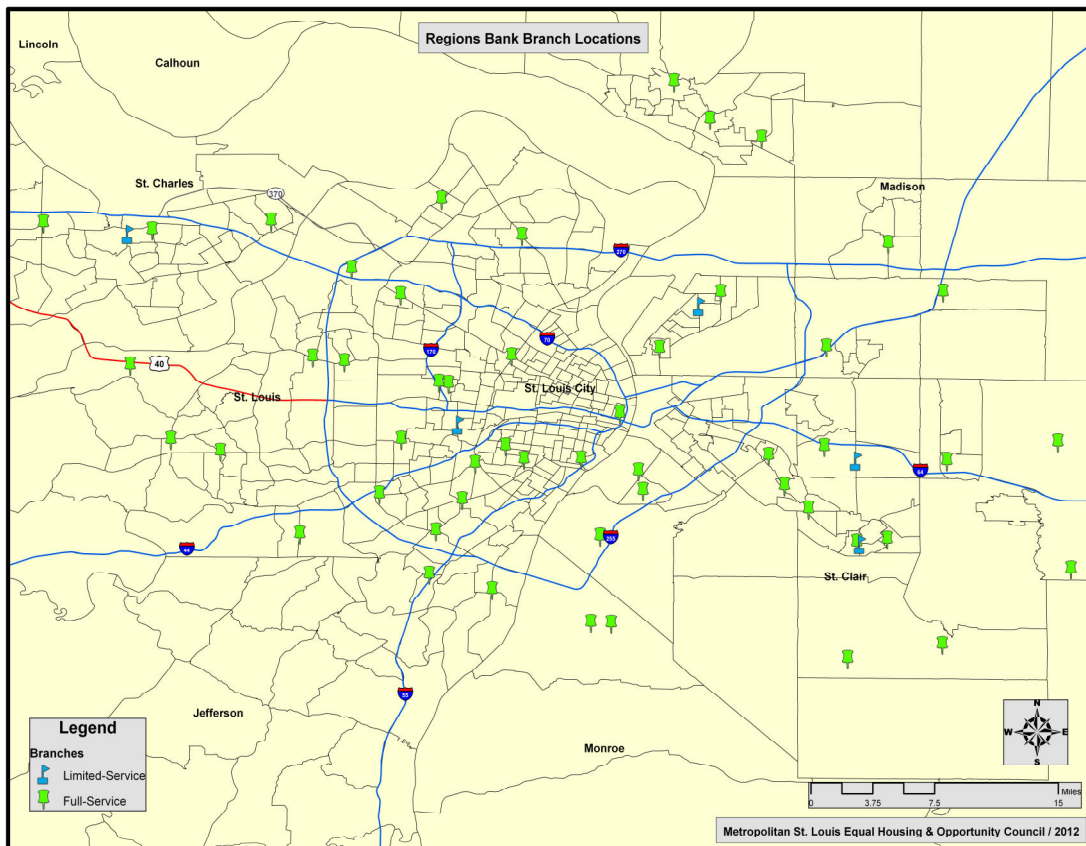 Regions Bank Branch Locations
Lincoln
Calhoun
St. Charles
370
Madison
270
70
170
40
St. Louis
St. Louis City
64
44
255
St. Clair
55
Jefferson
Monroe
Legend
Branches
Limited-Service
Full-Service
N
W E
S
Miles
0 3.75 7.5 15
Metropolitan St. Louis Equal Housing & Opportunity Council / 2012